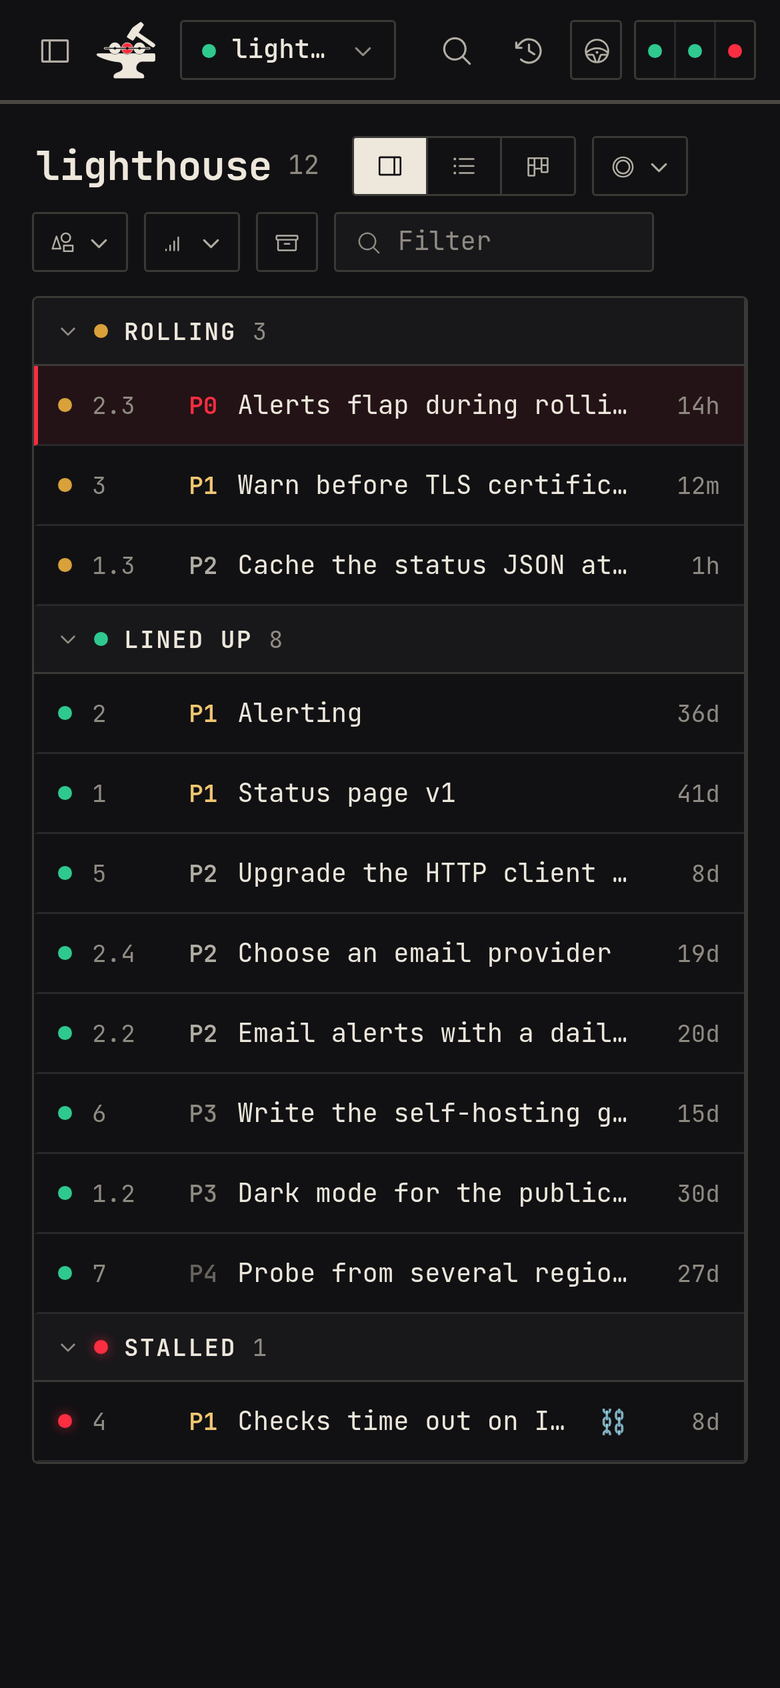 light…
lighthouse 12
Filter
ROLLING 3
2.3 P0 Alerts flap during rolli… 14h
3 P1 Warn before TLS certific… 12m
1.3 P2 Cache the status JSON at… 1h
LINED UP 8
2 P1 Alerting 36d
1 P1 Status page v1 41d
5 P2 Upgrade the HTTP client … 8d
2.4 P2 Choose an email provider 19d
2.2 P2 Email alerts with a dail… 20d
6 P3 Write the self-hosting g… 15d
1.2 P3 Dark mode for the public… 30d
7 P4 Probe from several regio… 27d
STALLED 1
4 P1 Checks time out on I… 8d